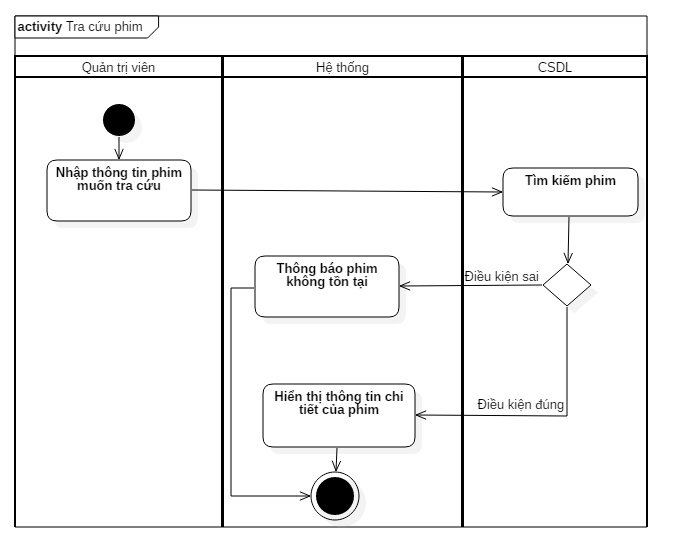 activity Tra cứu phim
Quản trị viên
Hệ thống
CSDL
Nhập thông tin phim
muốn tra cứu
Tìm kiếm phim
Thông báo phim
không tồn tại
Điều kiện sai
Hiển thị thông tin chi
tiết của phim
Điều kiện đúng